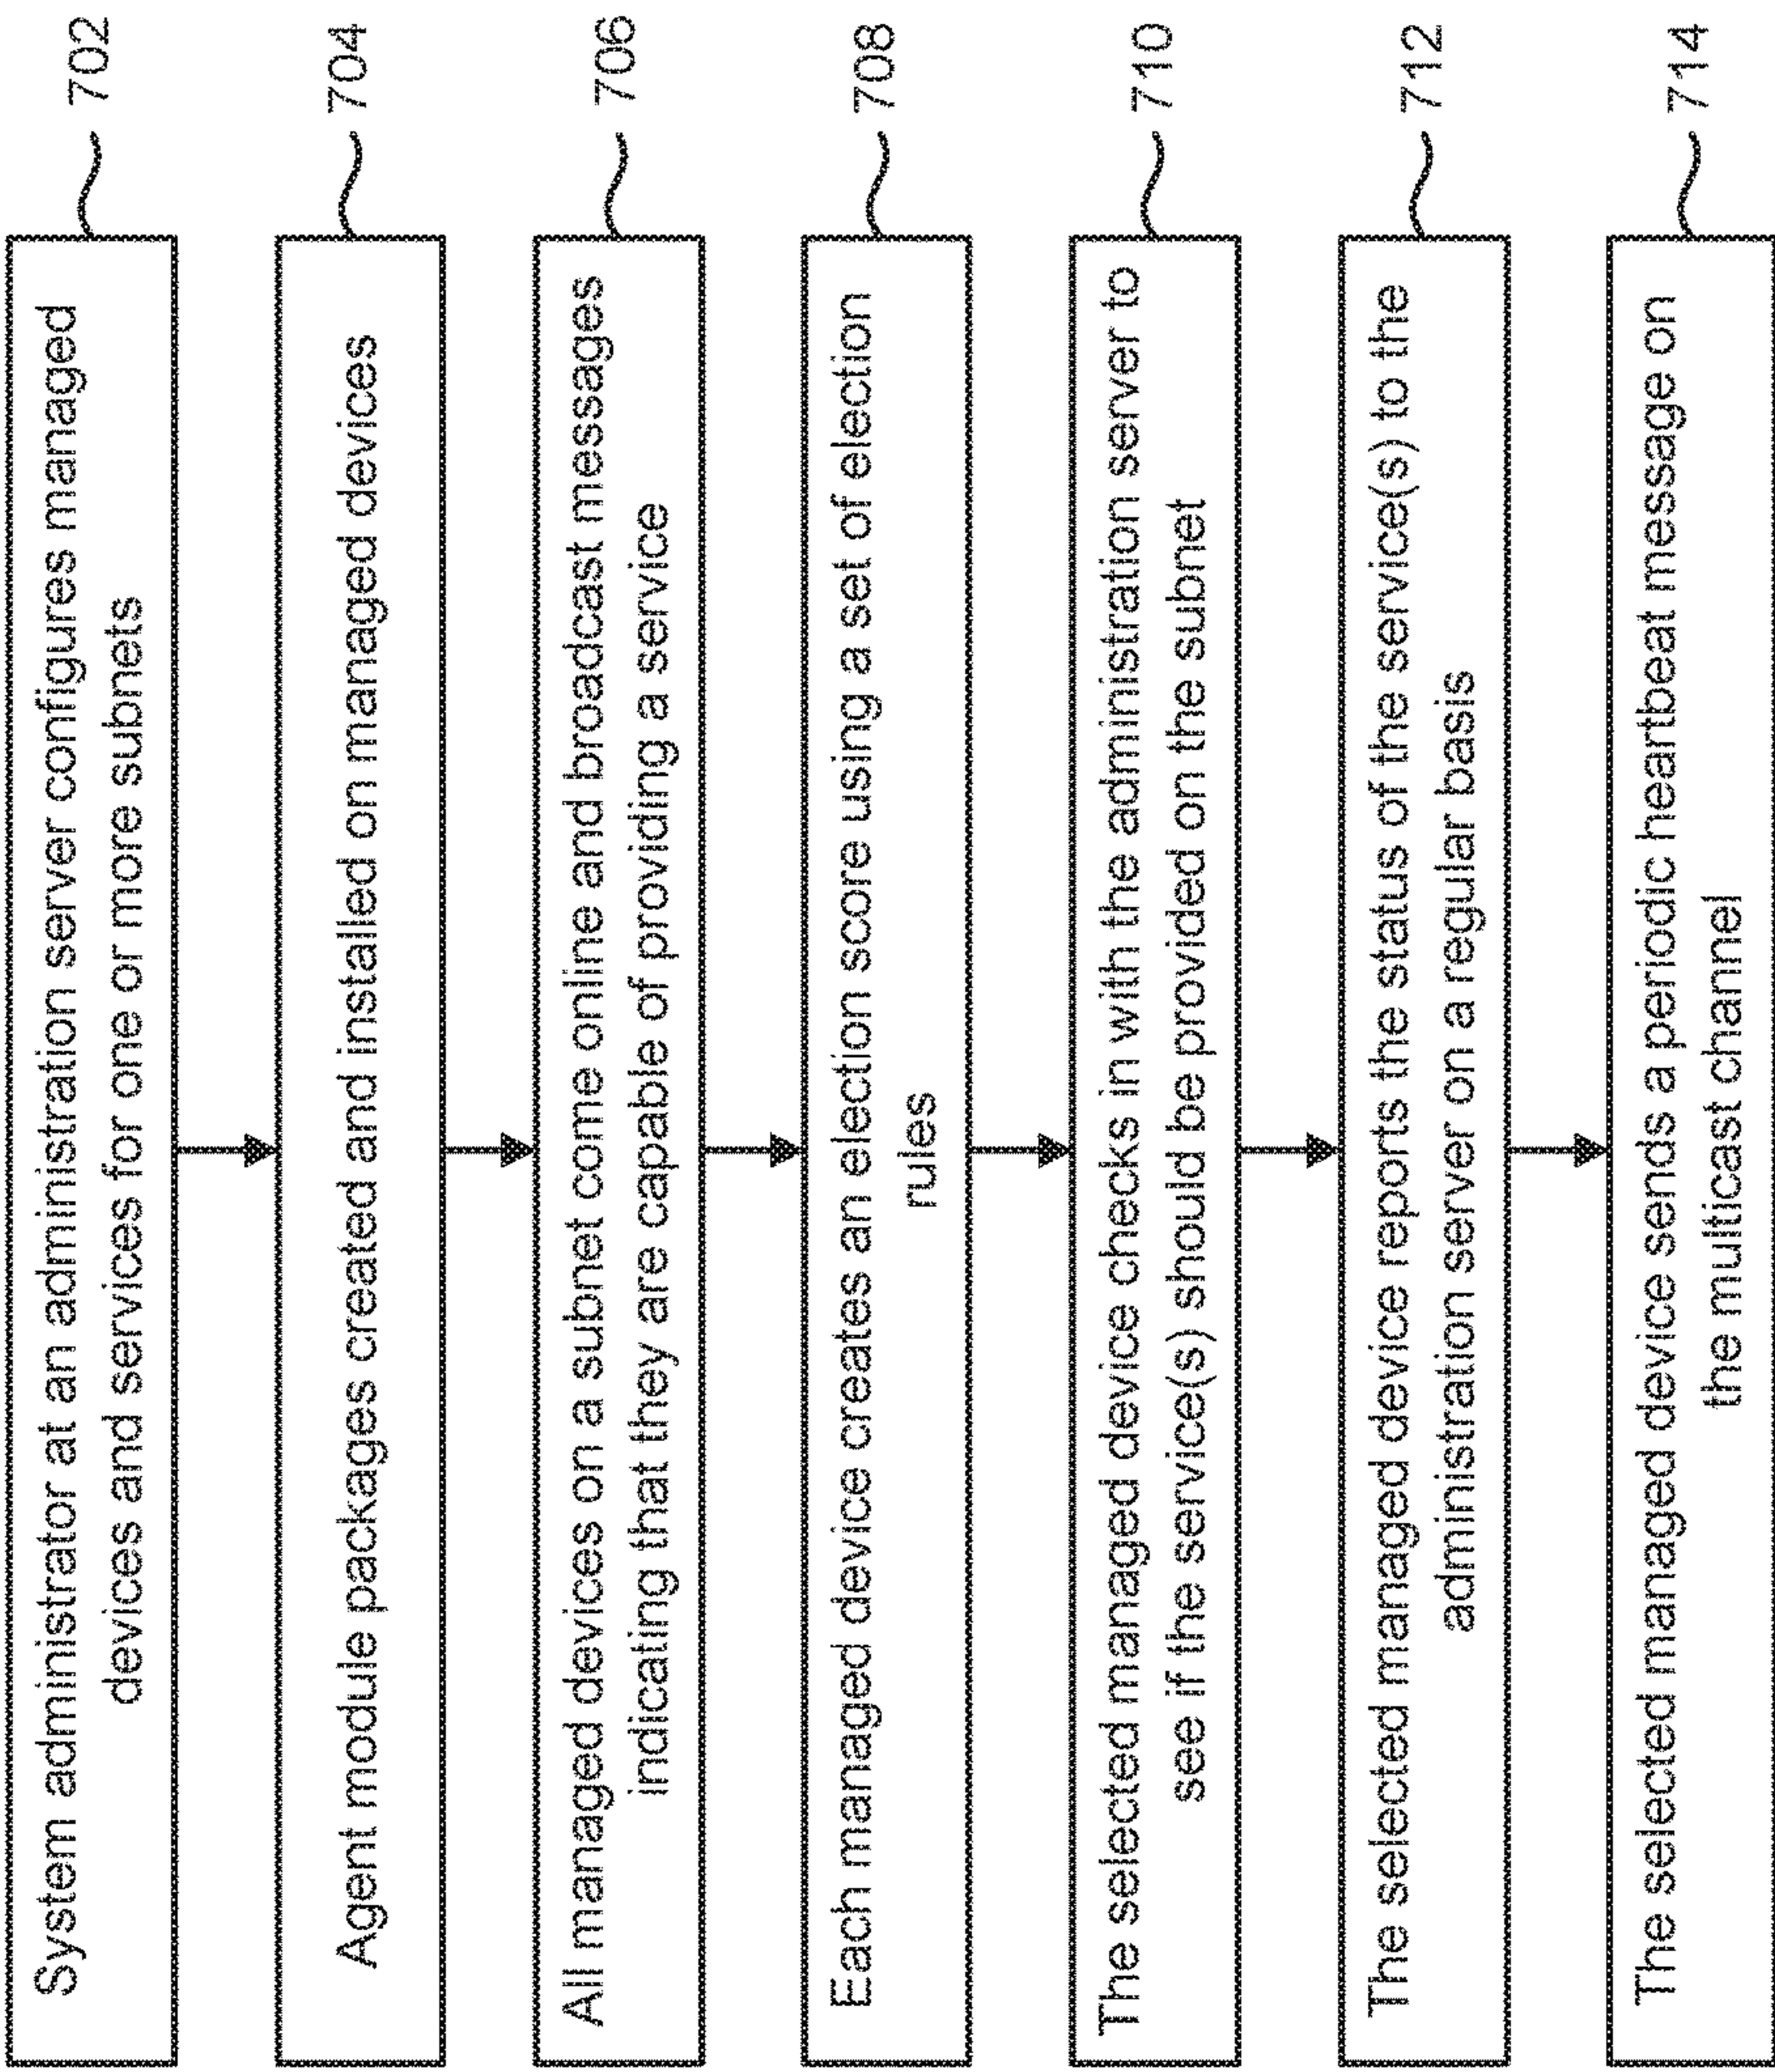 System administrator at an administration server configures managed
devices and services for one or more subnets
702
Agent module packages created and installed on managed devices
704
All managed devices on a subnet come online and broadcast messages
indicating that they are capable of providing a service
706
Each managed device creates an election score using a set of election
rules
708
The selected managed device checks in with the administration server to
see if the service(s) should be provided on the subnet
710
The selected managed device reports the status of the service(s) to the
administration server on a regular basis
712
The selected managed device sends a periodic heartbeat message on
the multicast channel
714